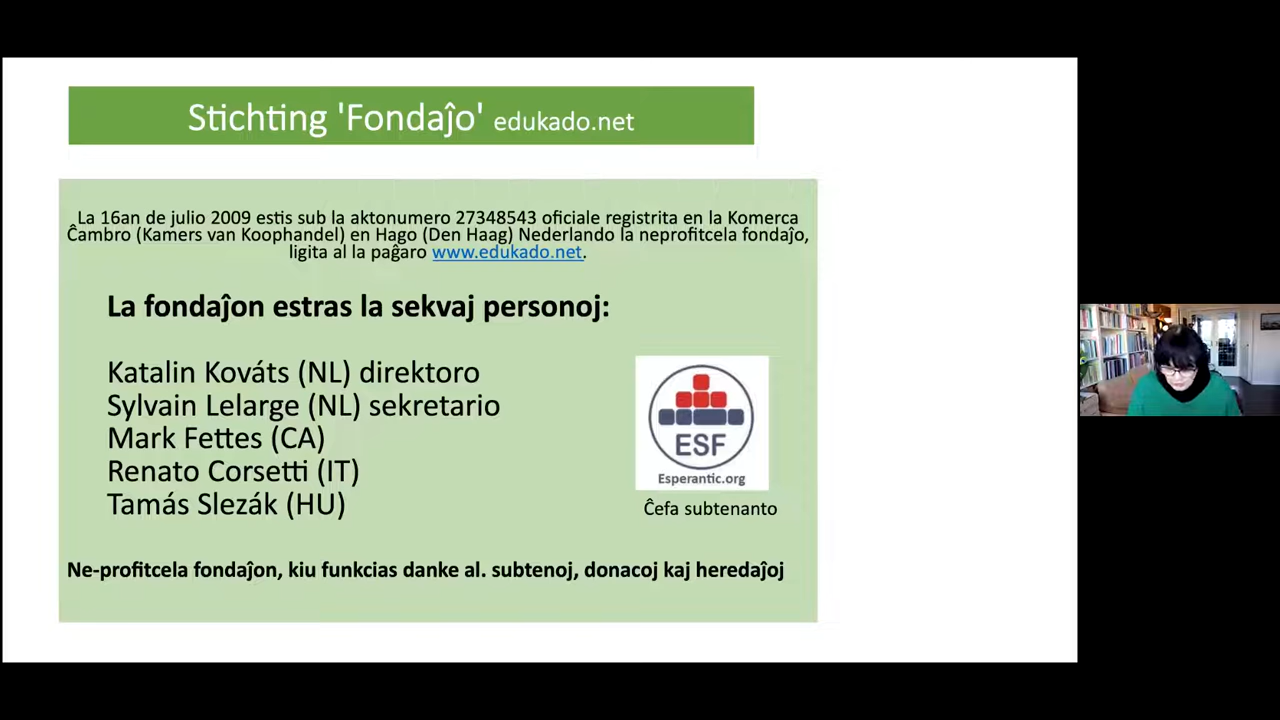 Stichting 'Fondaĵo' edukado.net
La 16an de julio 2009 estis sub la aktonumero 27348543 oficiale registrita en la Komerca
Ĉambro (Kamers van Koophandel) en Hago (Den Haag) Nederlando la neprofitcela fondaĵo,
ligita al la paĝaro www.edukado.net.
La fondaĵon estras la sekvaj personoj:
Katalin Kováts (NL) direktoro
Sylvain Lelarge (NL) sekretario
Mark Fettes (CA)
Renato Corsetti (IT)
Tamás Slezák (HU)
ESF
Esperantic.org
Ĉefa subtenanto
Ne-profitcela fondaĵon, kiu funkcias danke al. subtenoj, donacoj kaj heredaĵoj